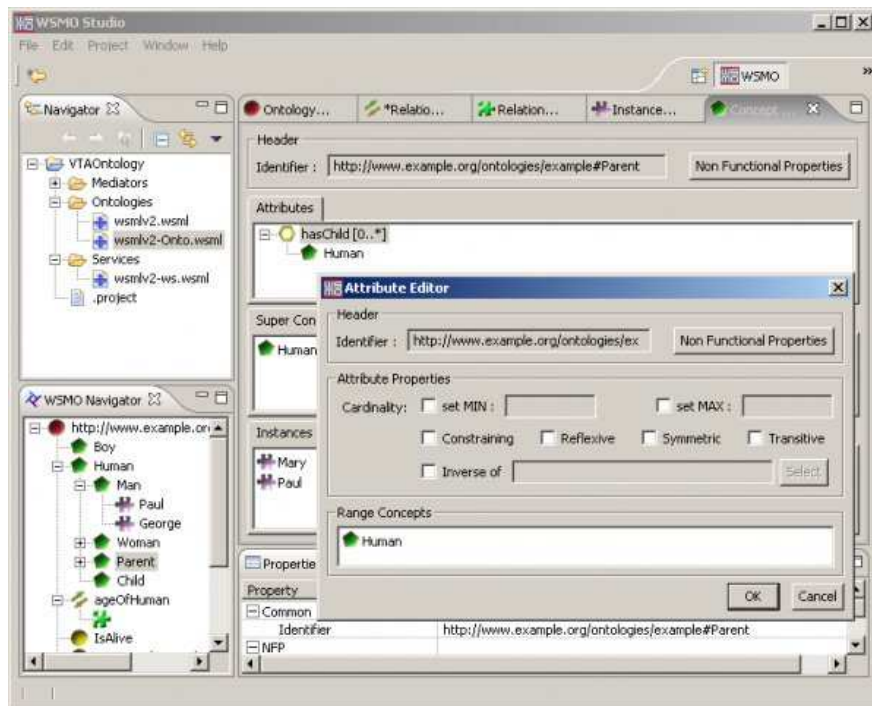 WSMO Studio
File Edit Project Window Help
WSMO
Navigator
VTAOntology
Mediators
Ontologies
wsmlv2.wsml
wsmlv2-Onto.wsml
Services
wsmlv2-ws.wsml
.project
WSMO Navigator
http://www.example.or
Boy
Human
Man
Paul
George
Woman
Parent
Child
ageOfHuman
IsAlive
Ontology... *Relatio... Relation... Instance... Concept...
Header
Identifier : http://www.example.org/ontologies/example#Parent Non Functional Properties
Attributes
hasChild [0..*]
Human
Super Con
Human
Instances
Mary
Paul
Attribute Editor
Header
Identifier : http://www.example.org/ontologies/ex Non Functional Properties
Attribute Properties
Cardinality: set MIN : set MAX :
Constraining Reflexive Symmetric Transitive
Inverse of Select
Range Concepts
Human
OK Cancel
Propertie
Property
Common
Identifier http://www.example.org/ontologies/example#Parent
NFP